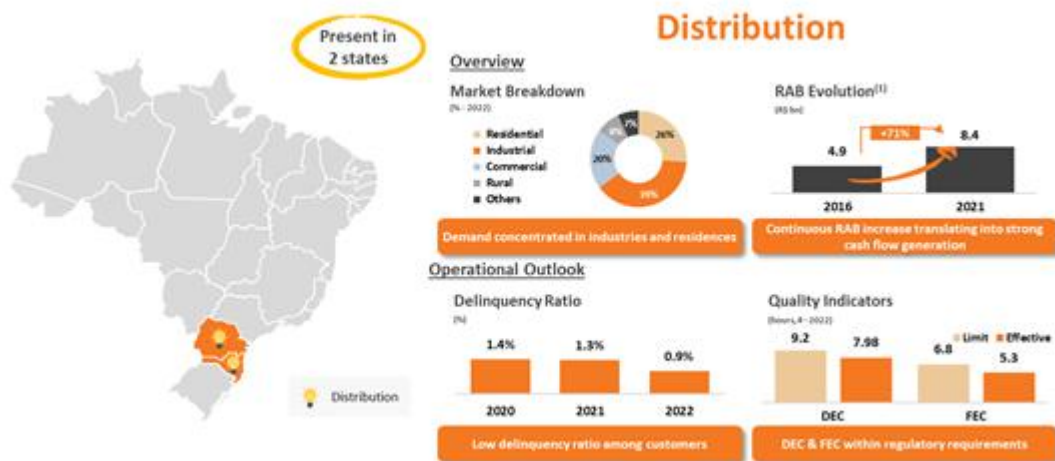 Present in
2 states
Distribution
Distribution
Overview
Market Breakdown
(% - 2022)
Residential
Industrial
Commercial
Rural
Others
7%
26%
20%
Demand concentrated in industries and residences
RAB Evolution(1)
(R$ bn)
+71%
4.9
8.4
2016
2021
Continuous RAB increase translating into strong
cash flow generation
Operational Outlook
Delinquency Ratio
(%)
1.4%
1.3%
0.9%
2020
2021
2022
Low delinquency ratio among customers
Quality Indicators
(hours, # – 2022)
Limit
Effective
9.2
7.98
6.8
5.3
DEC
FEC
DEC & FEC within regulatory requirements